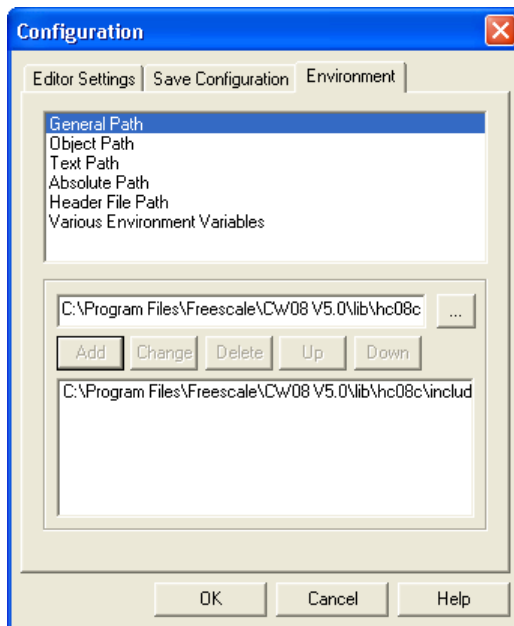 Configuration
Editor Settings Save Configuration Environment
General Path
Object Path
Text Path
Absolute Path
Header File Path
Various Environment Variables
C:\Program Files\Freescale\CW08 V5.0\lib\hc08c ...
Add Change Delete Up Down
C:\Program Files\Freescale\CW08 V5.0\lib\hc08c\includ
OK Cancel Help